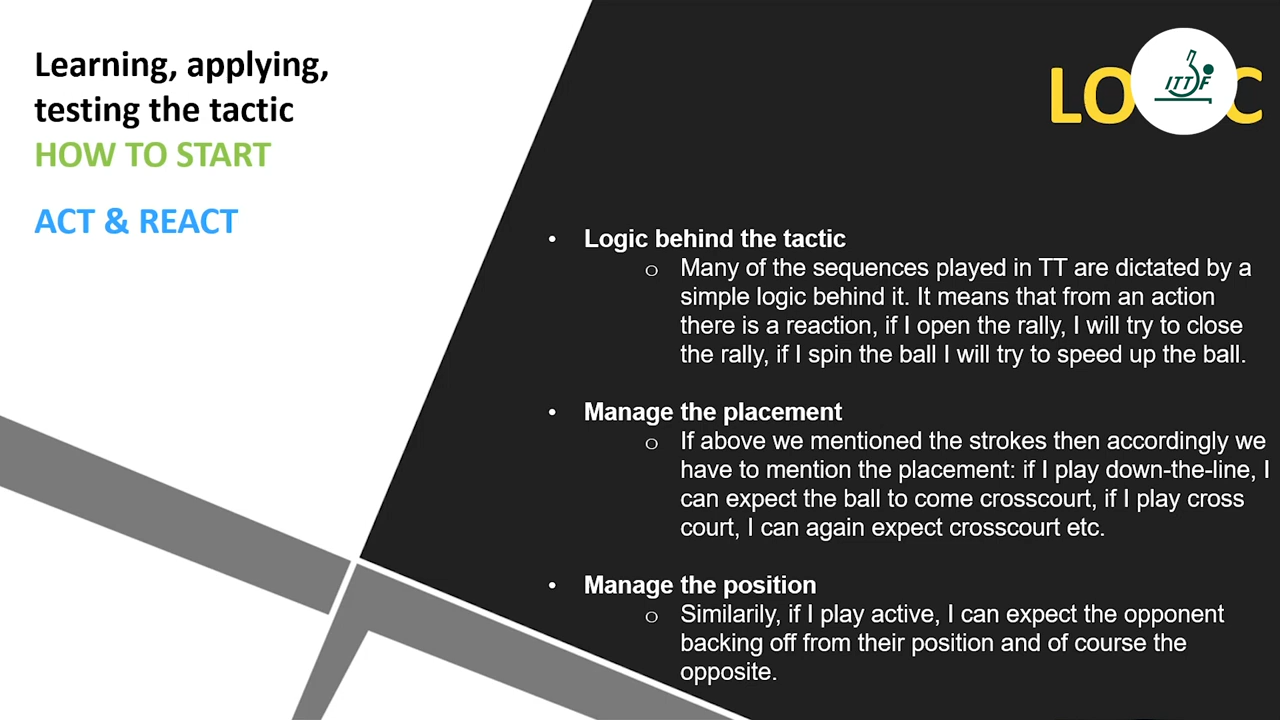 Learning, applying,
testing the tactic
HOW TO START
ACT & REACT
LO C
ITTF
• Logic behind the tactic
o Many of the sequences played in TT are dictated by a
simple logic behind it. It means that from an action
there is a reaction, if I open the rally, I will try to close
the rally, if I spin the ball I will try to speed up the ball.
• Manage the placement
o If above we mentioned the strokes then accordingly we
have to mention the placement: if I play down-the-line, I
can expect the ball to come crosscourt, if I play cross
court, I can again expect crosscourt etc.
• Manage the position
o Similarily, if I play active, I can expect the opponent
backing off from their position and of course the
opposite.